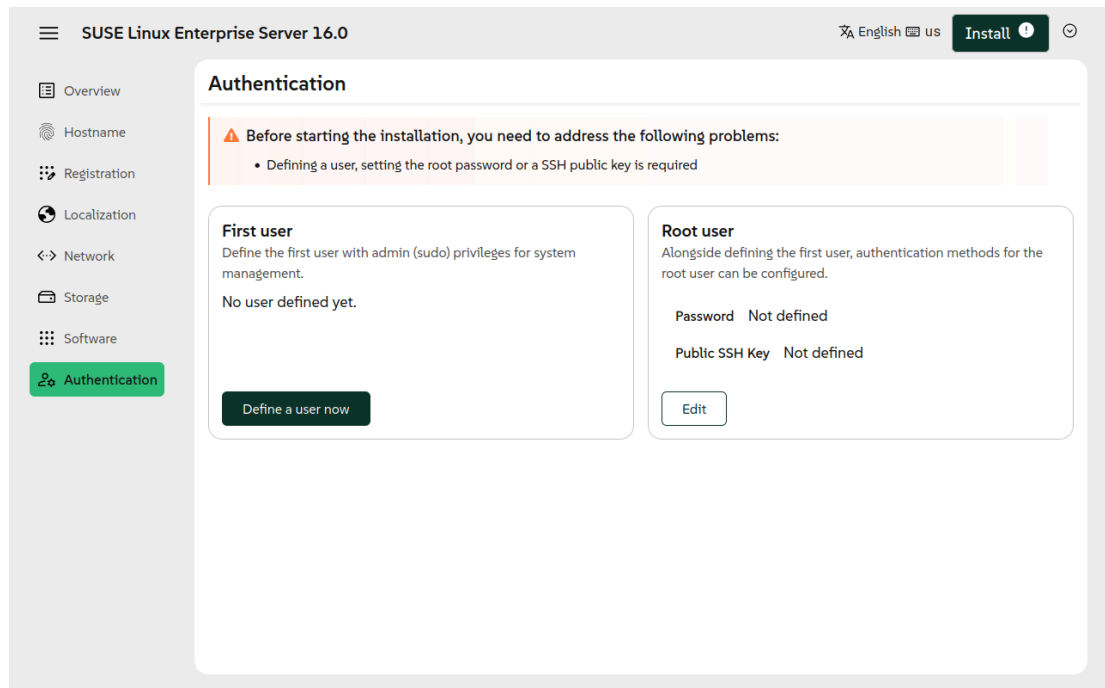 SUSE Linux Enterprise Server 16.0
English us
Install
Overview
Hostname
Registration
Localization
Network
Storage
Software
Authentication
Authentication
Before starting the installation, you need to address the following problems:
• Defining a user, setting the root password or a SSH public key is required
First user
Define the first user with admin (sudo) privileges for system
management.
No user defined yet.
Define a user now
Root user
Alongside defining the first user, authentication methods for the
root user can be configured.
Password Not defined
Public SSH Key Not defined
Edit